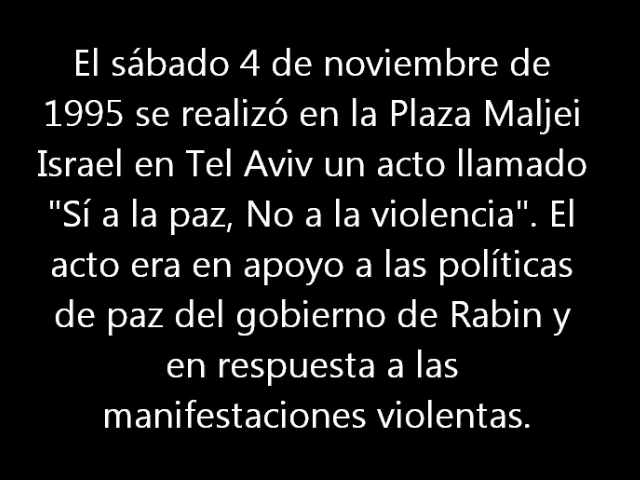 El sábado 4 de noviembre de
1995 se realizó en la Plaza Maljei
Israel en Tel Aviv un acto llamado
"Sí a la paz, No a la violencia". El
acto era en apoyo a las políticas
de paz del gobierno de Rabin y
en respuesta a las
manifestaciones violentas.